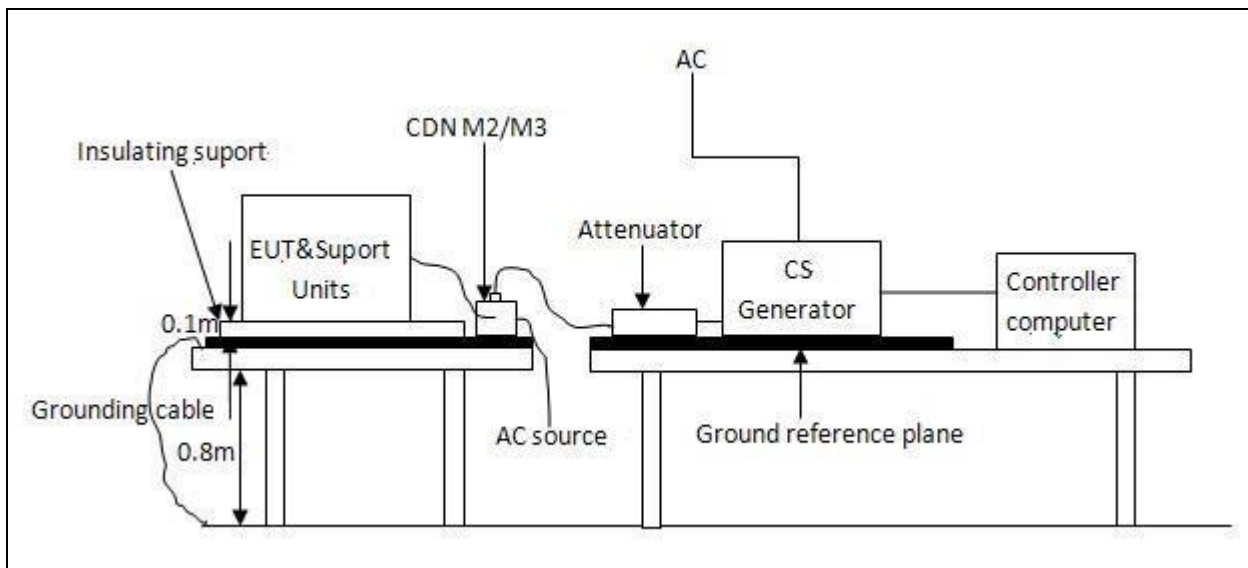 AC
CDN M2/M3
Insulating suport
Attenuator
EUT&Suport
Units
CS
Generator
Controller
computer
0.1m
Grounding cable
0.8m
AC source
Ground reference plane